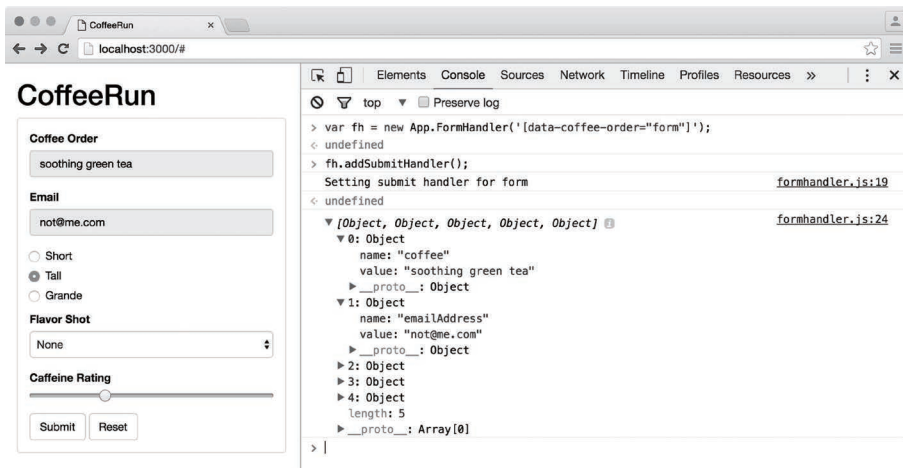 CoffeeRun
localhost:3000/#
CoffeeRun
Coffee Order
soothing green tea
Email
not@me.com
Short
Tall
Grande
Flavor Shot
None
Caffeine Rating
Submit Reset
Elements Console Sources Network Timeline Profiles Resources »
top Preserve log
> var fh = new App.FormHandler('[data-coffee-order="form"]');
undefined
> fh.addSubmitHandler();
Setting submit handler for form formhandler.js:19
undefined
[Object, Object, Object, Object, Object] formhandler.js:24
0: Object
name: "coffee"
value: "soothing green tea"
__proto__: Object
1: Object
name: "emailAddress"
value: "not@me.com"
__proto__: Object
2: Object
3: Object
4: Object
length: 5
__proto__: Array[0]
>